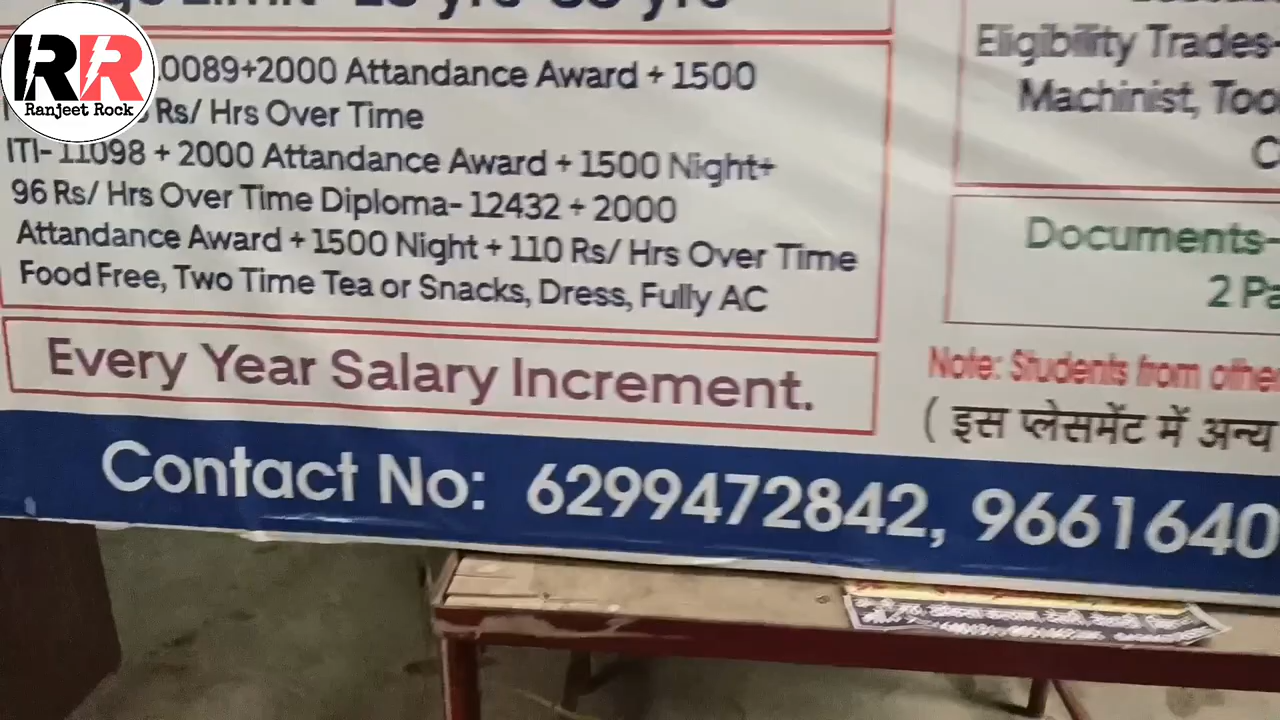 RR
Ranjeet Rock
0089+2000 Attandance Award + 1500
Rs/ Hrs Over Time
ITI- 11098 + 2000 Attandance Award + 1500 Night+
96 Rs/ Hrs Over Time Diploma- 12432 + 2000
Attandance Award + 1500 Night + 110 Rs/ Hrs Over Time
Food Free, Two Time Tea or Snacks, Dress, Fully AC
Every Year Salary Increment.
Eligibility Trades-
Machinist, Too
C
Documents-
2 Pa
Note: Students from othe
( इस प्लेसमेंट में अन्य
Contact No: 6299472842, 9661640